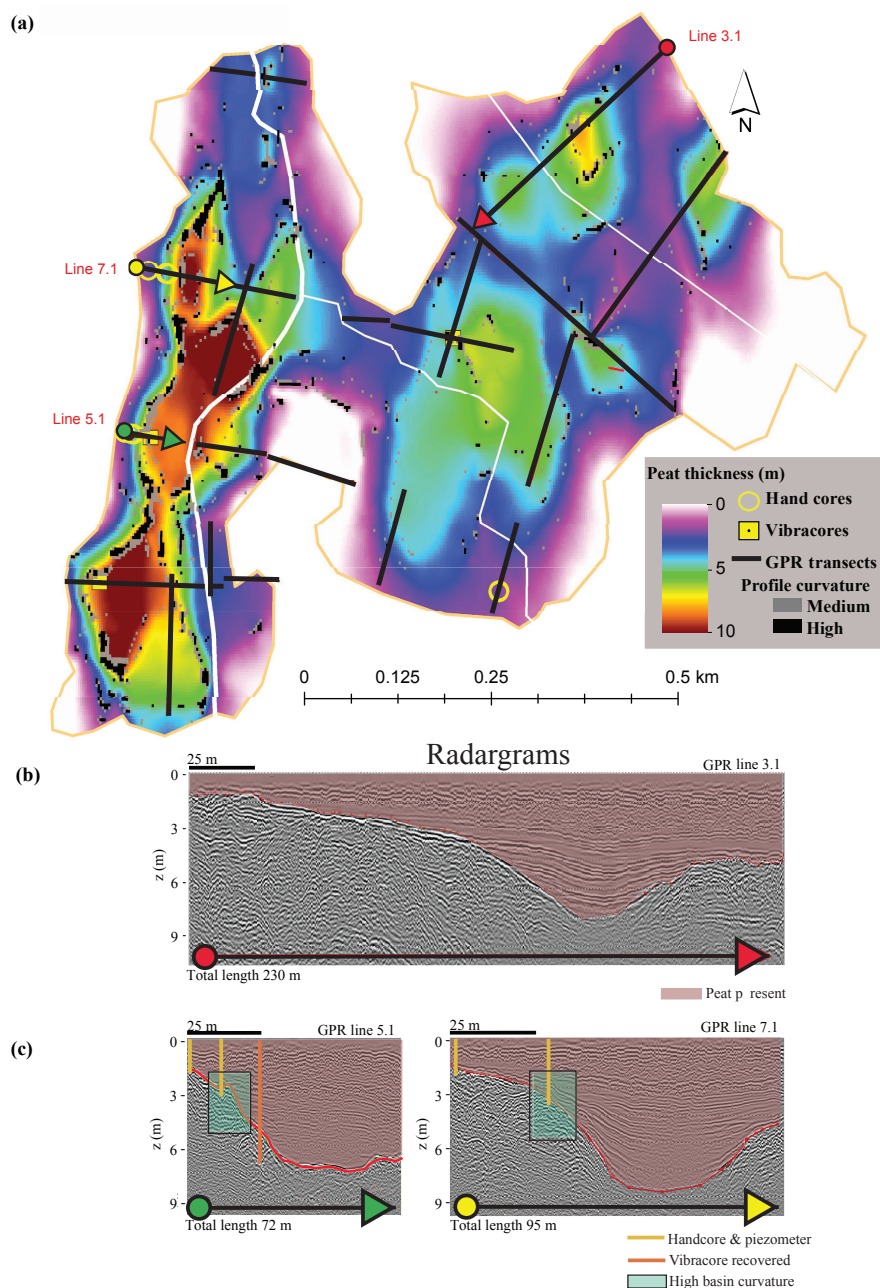 (a)
Line 3.1
N
Line 7.1
Line 5.1
Peat thickness (m)
0
5
10
Hand cores
Vibracores
GPR transects
Profile curvature
Medium
High
0 0.125 0.25 0.5 km
Radargrams
(b)
25 m
GPR line 3.1
0
3
6
9
z (m)
Total length 230 m
Peat p resent
(c)
25 m
GPR line 5.1
0
3
6
9
z (m)
Total length 72 m
25 m
GPR line 7.1
0
3
6
9
z (m)
Total length 95 m
Handcore & piezometer
Vibracore recovered
High basin curvature